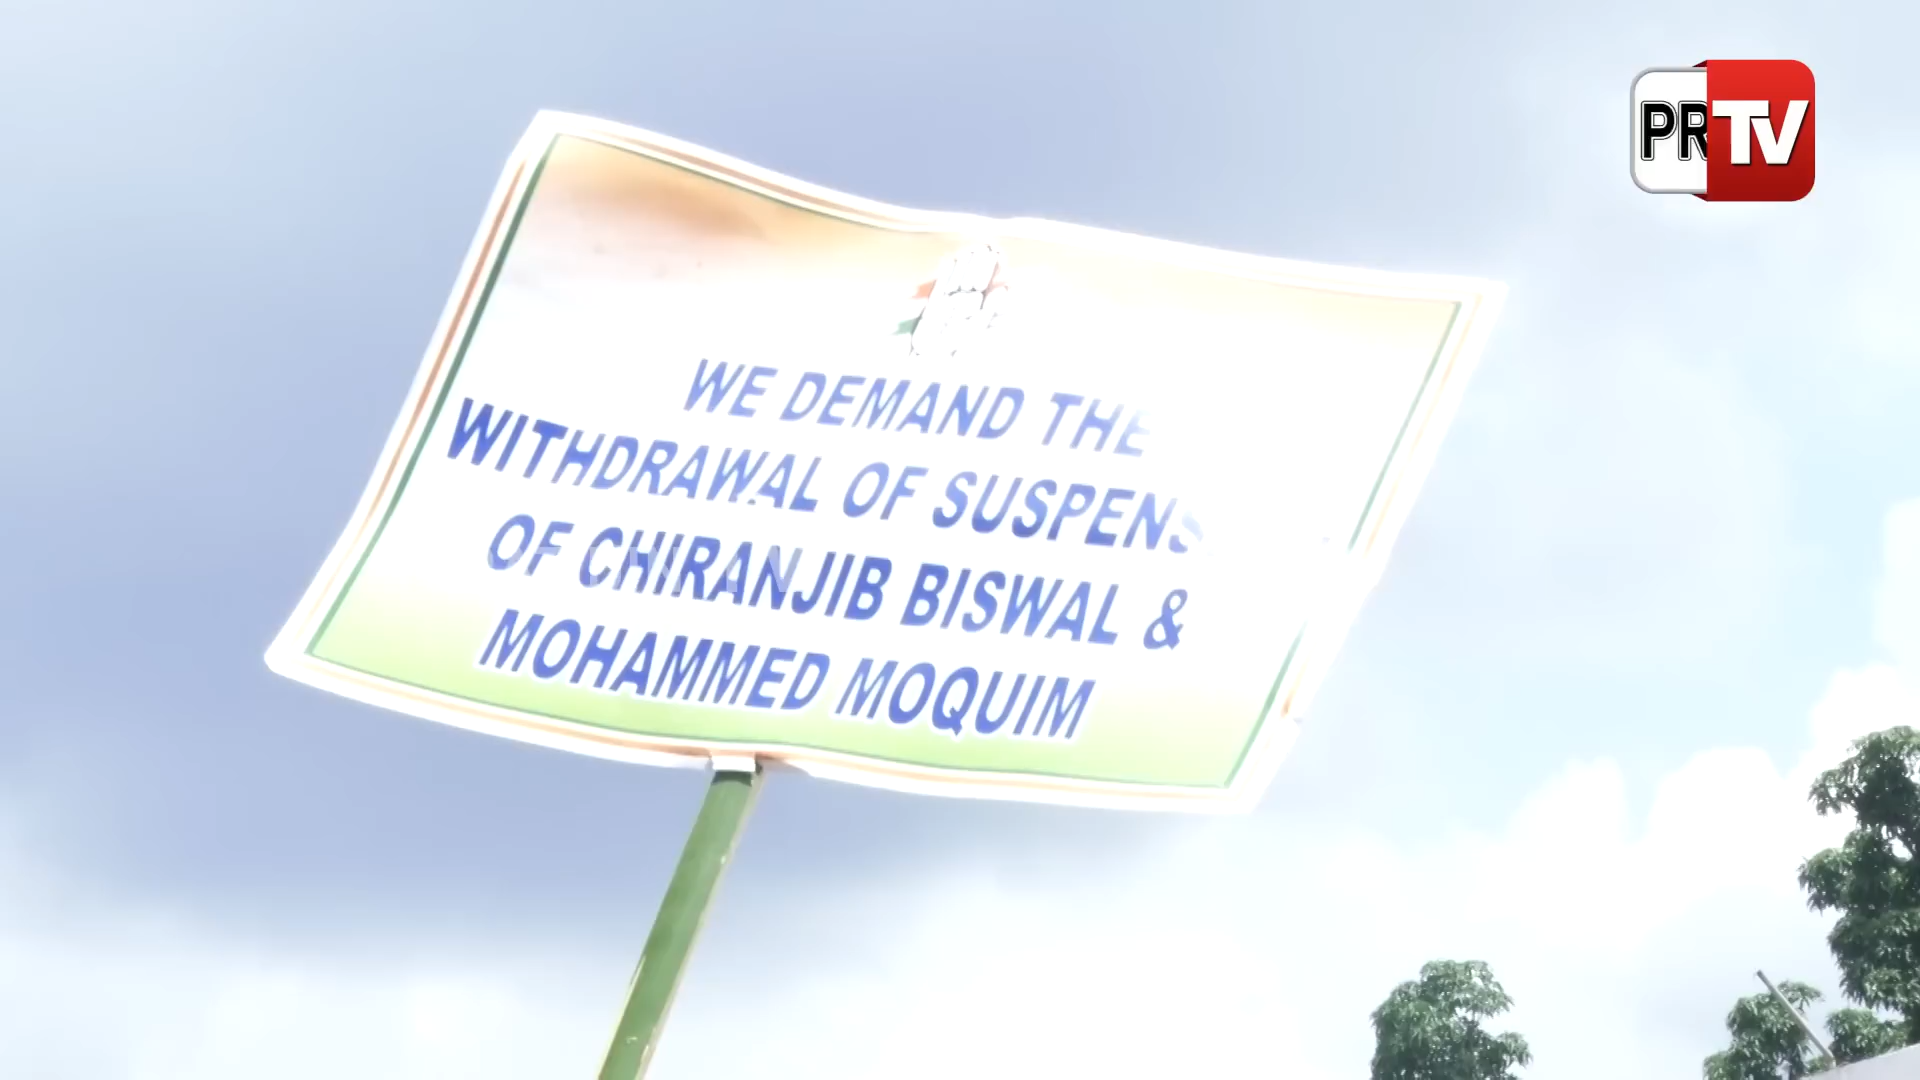 PRTV
WE DEMAND THE
WITHDRAWAL OF SUSPENS
OF CHIRANJIB BISWAL &
MOHAMMED MOQUIM